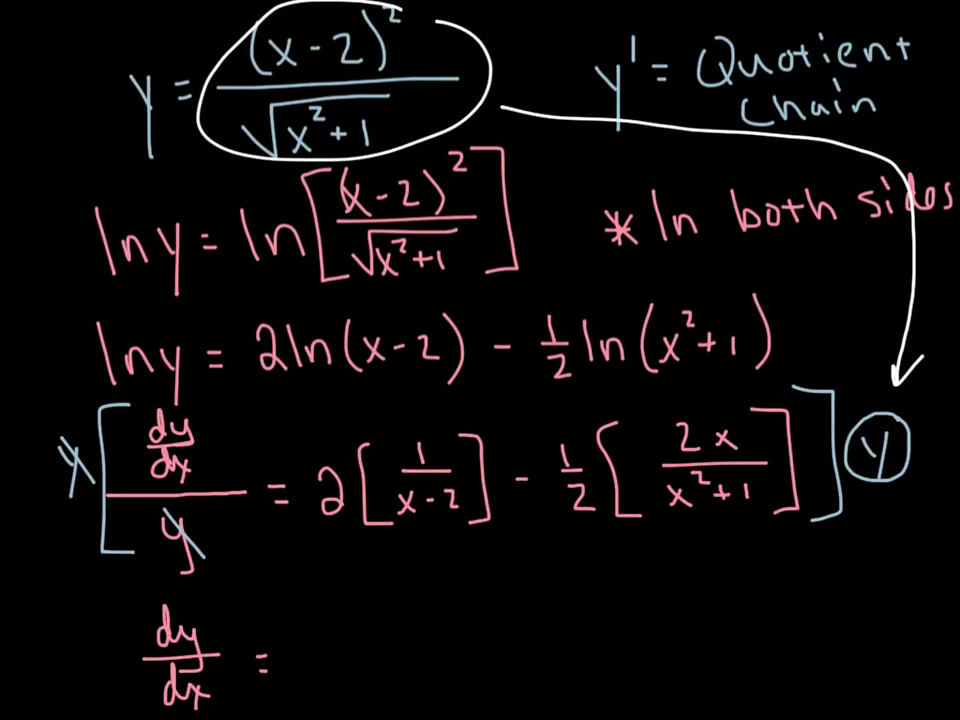 y = (x-2)² / √(x²+1)    y' = Quotient
chain
ln y = ln [ (x-2)² / √(x²+1) ]    * ln both sides
ln y = 2 ln (x-2) - 1/2 ln (x²+1)
y [ (dy/dx) / y = 2 [ 1/(x-2) ] - 1/2 [ 2x/(x²+1) ] ] y
dy/dx =